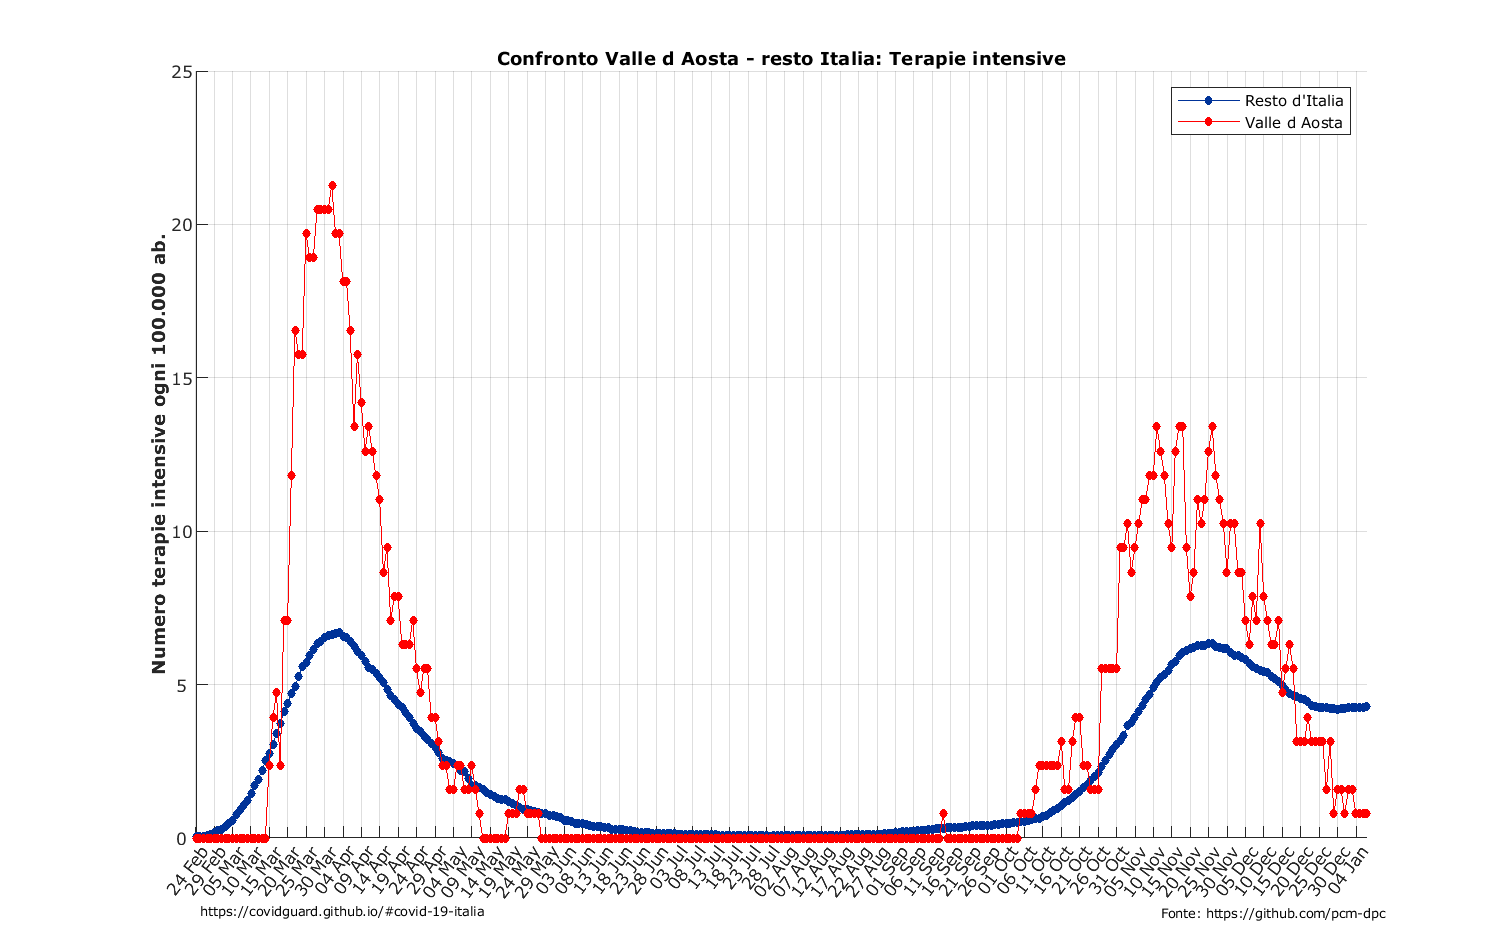 Confronto Valle d Aosta - resto Italia: Terapie intensive
Resto d'Italia
Valle d Aosta
Numero terapie intensive ogni 100.000 ab.
25
20
15
10
5
0
24 Feb
29 Feb
05 Mar
10 Mar
15 Mar
20 Mar
25 Mar
30 Mar
04 Apr
09 Apr
14 Apr
19 Apr
24 Apr
29 Apr
04 May
09 May
14 May
19 May
24 May
29 May
03 Jun
08 Jun
13 Jun
18 Jun
23 Jun
28 Jun
03 Jul
08 Jul
13 Jul
18 Jul
23 Jul
28 Jul
02 Aug
07 Aug
12 Aug
17 Aug
22 Aug
27 Aug
01 Sep
06 Sep
11 Sep
16 Sep
21 Sep
26 Sep
01 Oct
06 Oct
11 Oct
16 Oct
21 Oct
26 Oct
31 Oct
05 Nov
10 Nov
15 Nov
20 Nov
25 Nov
30 Nov
05 Dec
10 Dec
15 Dec
20 Dec
25 Dec
30 Dec
04 Jan
https://covidguard.github.io/#covid-19-italia
Fonte: https://github.com/pcm-dpc